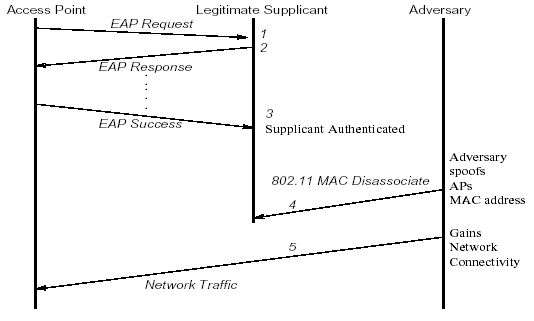 Access Point Legitimate Supplicant Adversary
EAP Request
1
2
EAP Response
3
EAP Success
Supplicant Authenticated
802.11 MAC Disassociate
4
Adversary
spoofs
APs
MAC address
5
Gains
Network
Connectivity
Network Traffic